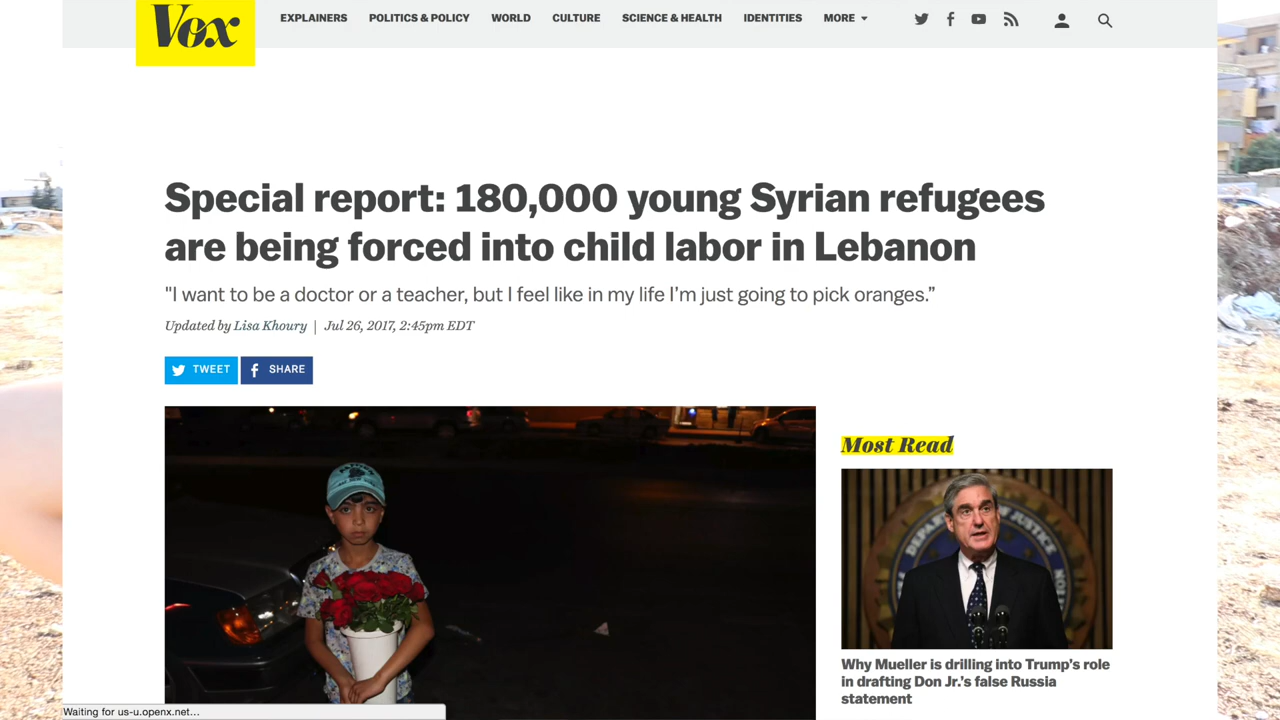 Vox
EXPLAINERS POLITICS & POLICY WORLD CULTURE SCIENCE & HEALTH IDENTITIES MORE
Special report: 180,000 young Syrian refugees
are being forced into child labor in Lebanon
"I want to be a doctor or a teacher, but I feel like in my life I’m just going to pick oranges.”
Updated by Lisa Khoury | Jul 26, 2017, 2:45pm EDT
TWEET SHARE
Most Read
Why Mueller is drilling into Trump’s role
in drafting Don Jr.’s false Russia
statement
Waiting for us-u.openx.net...